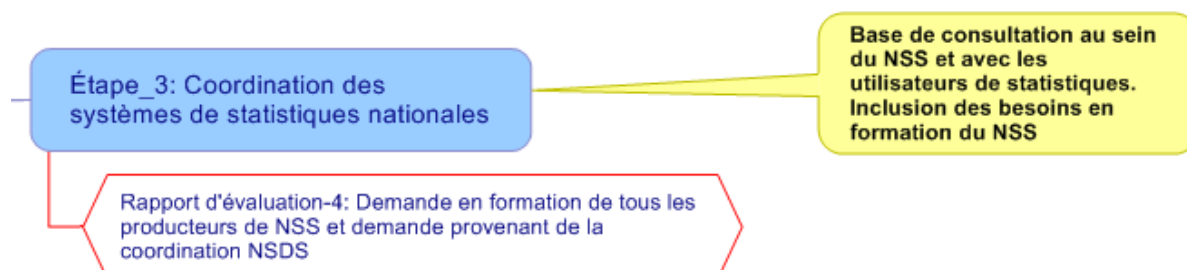 Étape_3: Coordination des
systèmes de statistiques nationales
Base de consultation au sein
du NSS et avec les
utilisateurs de statistiques.
Inclusion des besoins en
formation du NSS
Rapport d'évaluation-4: Demande en formation de tous les
producteurs de NSS et demande provenant de la
coordination NSDS